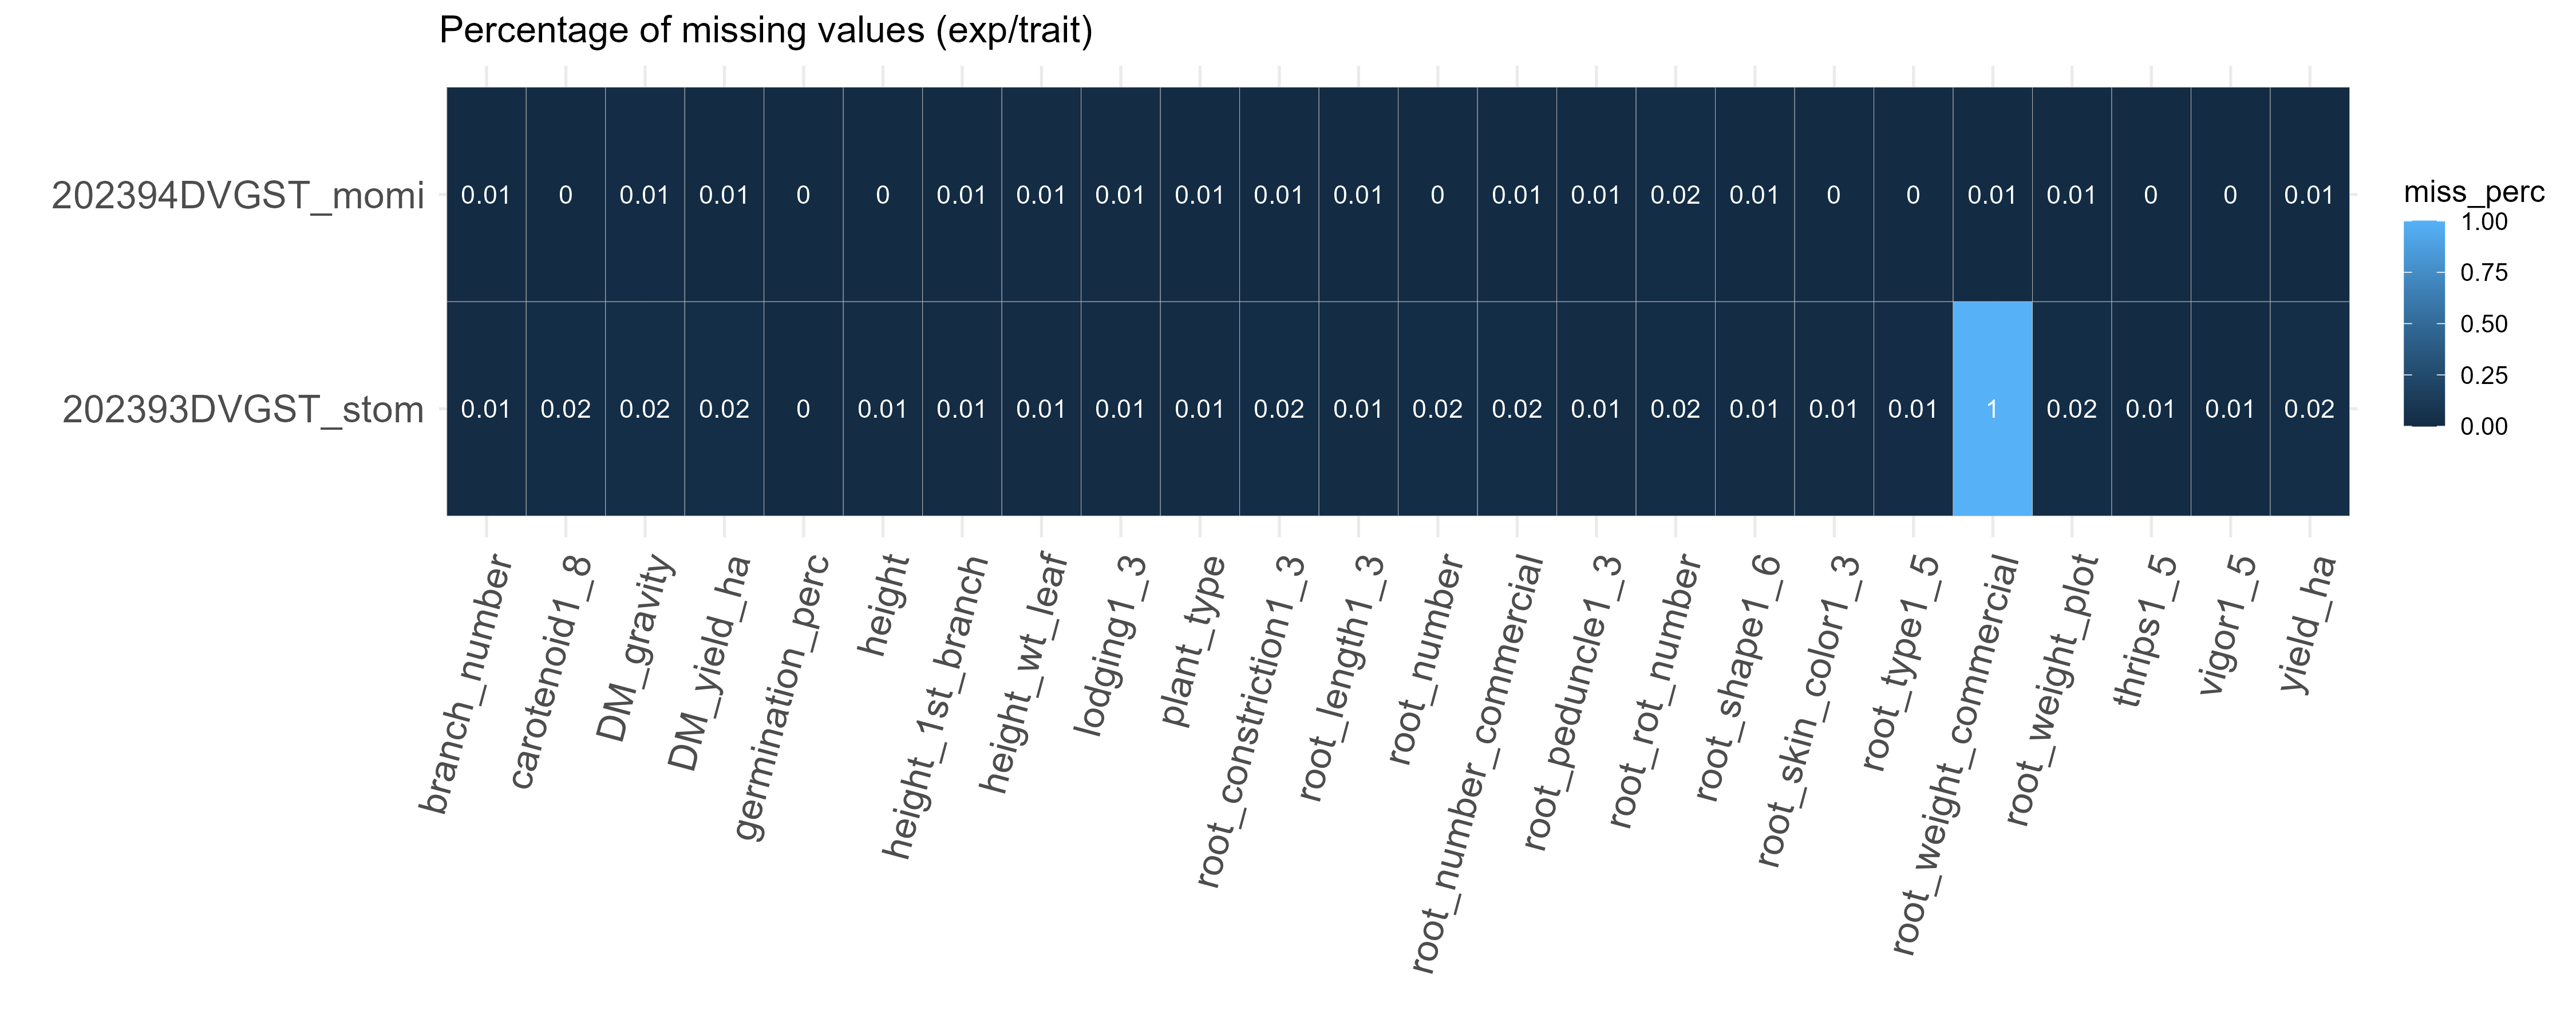 Percentage of missing values (exp/trait)
202394DVGST_momi 0.01 0 0.01 0.01 0 0 0.01 0.01 0.01 0.01 0.01 0.01 0 0.01 0.01 0.02 0.01 0 0 0.01 0.01 0 0 0.01
202393DVGST_stom 0.01 0.02 0.02 0.02 0 0.01 0.01 0.01 0.01 0.01 0.02 0.01 0.02 0.02 0.01 0.02 0.01 0.01 0.01 1 0.02 0.01 0.01 0.02
branch_number
carotenoid1_8
DM_gravity
DM_yield_ha
germination_perc
height
height_1st_branch
height_wt_leaf
lodging1_3
plant_type
root_constriction1_3
root_length1_3
root_number
root_number_commercial
root_peduncle1_3
root_rot_number
root_shape1_6
root_skin_color1_3
root_type1_5
root_weight_commercial
root_weight_plot
thrips1_5
vigor1_5
yield_ha
miss_perc
1.00
0.75
0.50
0.25
0.00